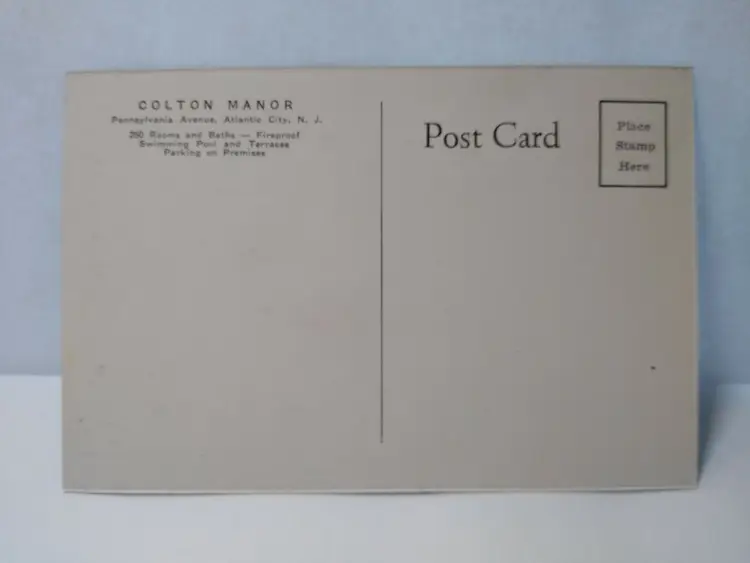 COLTON MANOR
Pennsylvania Avenue, Atlantic City, N. J.
250 Rooms and Baths — Fireproof
Swimming Pool and Terrace
Parking on Premises
Post Card
Place
Stamp
Here